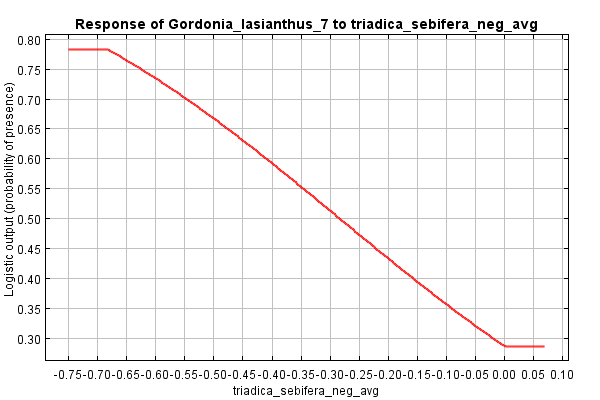 Response of Gordonia_lasianthus_7 to triadica_sebifera_neg_avg
Logistic output (probability of presence)
0.80
0.75
0.70
0.65
0.60
0.55
0.50
0.45
0.40
0.35
0.30
-0.75 -0.70 -0.65 -0.60 -0.55 -0.50 -0.45 -0.40 -0.35 -0.30 -0.25 -0.20 -0.15 -0.10 -0.05 0.00 0.05 0.10
triadica_sebifera_neg_avg